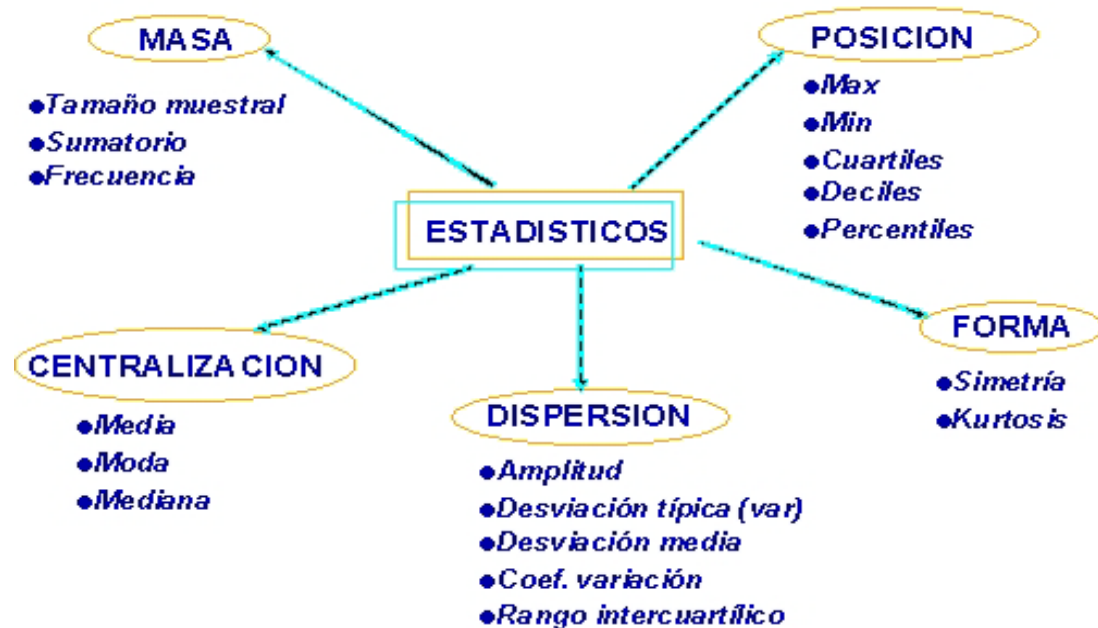 MASA
●Tamaño muestral
●Sumatorio
●Frecuencia
POSICION
●Max
●Min
●Cuartiles
●Deciles
●Percentiles
ESTADISTICOS
CENTRALIZACION
●Media
●Moda
●Mediana
DISPERSION
●Amplitud
●Desviación típica (var)
●Desviación media
●Coef. variación
●Rango intercuartílico
FORMA
●Simetría
●Kurtosis